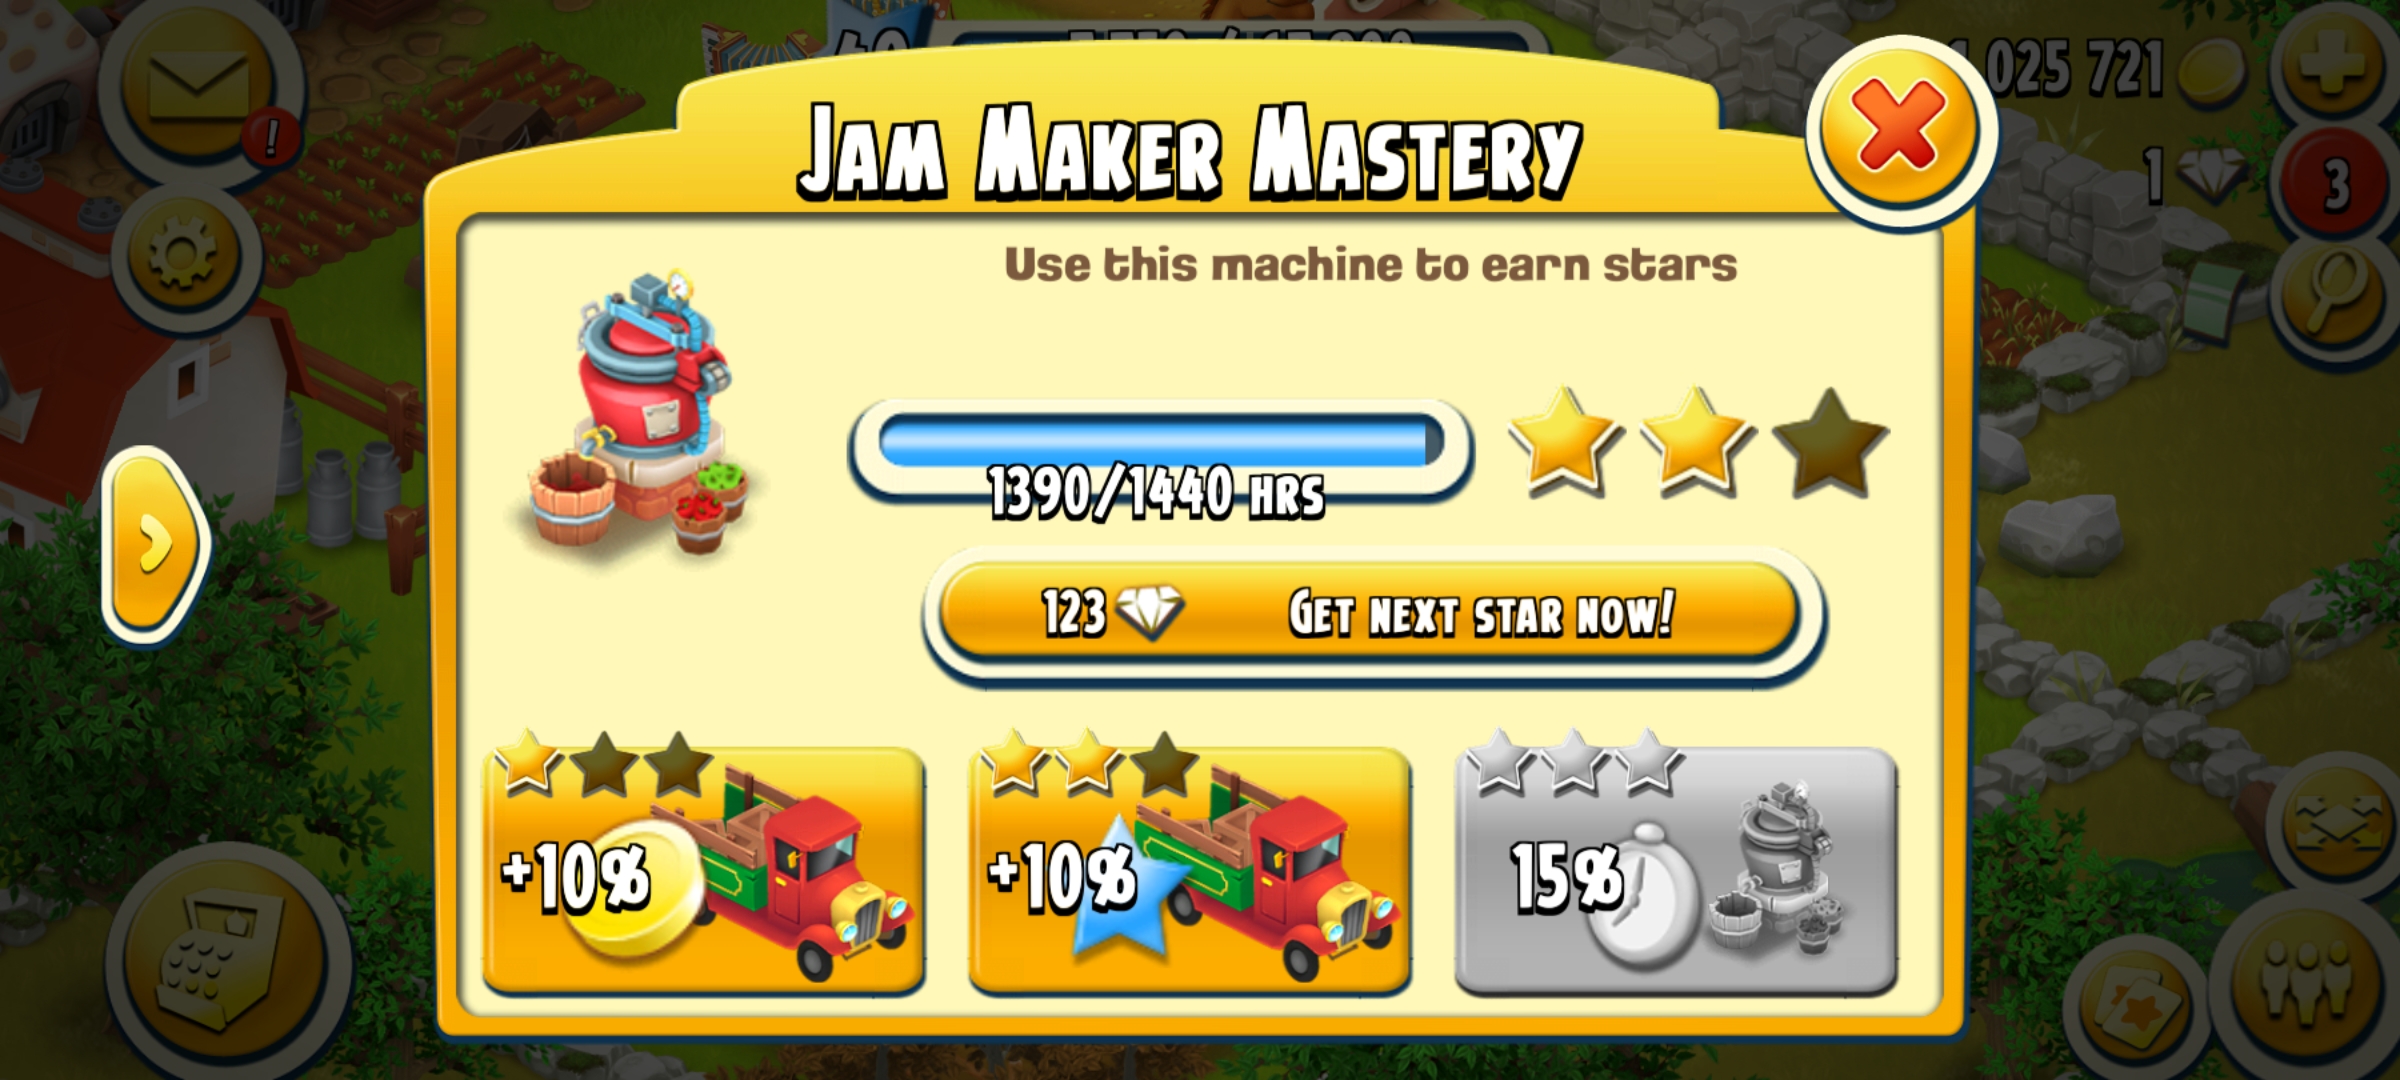 JAM MAKER MASTERY
025 721
1
3
!
Use this machine to earn stars
1390/1440 HRS
123 GET NEXT STAR NOW!
+10%
+10%
15%